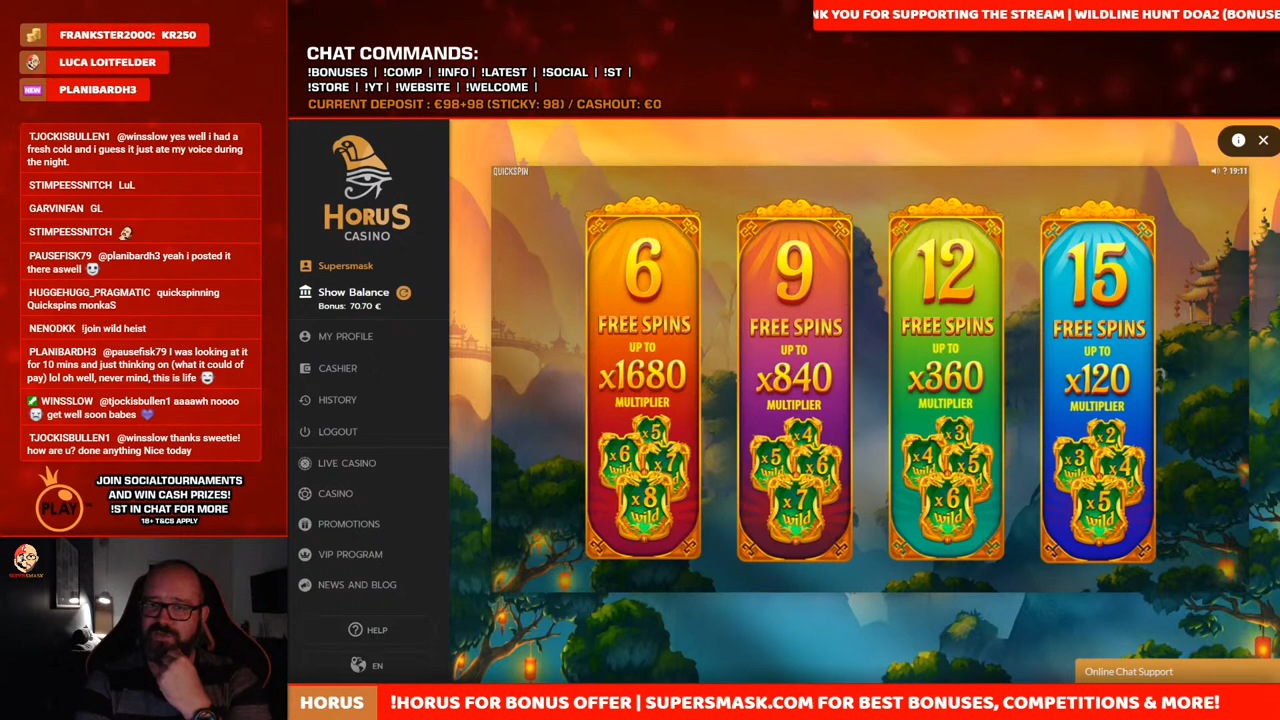 FRANKSTER2000: KR250
LUCA LOITFELDER
NEW PLANIBARDH3
TJOCKISBULLEN1 @winsslow yes well i had a
fresh cold and i guess it just ate my voice during
the night.
STIMPEESSNITCH LuL
GARVINFAN GL
STIMPEESSNITCH
PAUSEFISK79 @planibardh3 yeah i posted it
there aswell
HUGGEHUGG_PRAGMATIC quickspinning
Quickspins monkaS
NENODKK !join wild heist
PLANIBARDH3 @pausefisk79 I was looking at it
for 10 mins and just thinking on (what it could of
pay) lol oh well, never mind, this is life
WINSSLOW @tjockisbullen1 aaaawh noooo
get well soon babes
TJOCKISBULLEN1 @winsslow thanks sweetie!
how are u? done anything Nice today
PLAY
JOIN SOCIALTOURNAMENTS
AND WIN CASH PRIZES!
!ST IN CHAT FOR MORE
18+ T&CS APPLY
SUPERSMASK
NK YOU FOR SUPPORTING THE STREAM | WILDLINE HUNT DOA2 (BONUSE
CHAT COMMANDS:
!BONUSES | !COMP | !INFO | !LATEST | !SOCIAL | !ST |
!STORE | !YT | !WEBSITE | !WELCOME |
CURRENT DEPOSIT : €98+98 (STICKY: 98) / CASHOUT: €0
HORUS
CASINO
Supersmask
Show Balance
Bonus: 70.70 €
MY PROFILE
CASHIER
HISTORY
LOGOUT
LIVE CASINO
CASINO
PROMOTIONS
VIP PROGRAM
NEWS AND BLOG
HELP
EN
QUICKSPIN
? 19:11
6
FREE SPINS
UP TO
x1680
MULTIPLIER
x5
x6 x7
x8
wild
9
FREE SPINS
UP TO
x840
MULTIPLIER
x4
x5 x6
x7
wild
12
FREE SPINS
UP TO
x360
MULTIPLIER
x3
x4 x5
x6
wild
15
FREE SPINS
UP TO
x120
MULTIPLIER
x2
x3 x4
x5
wild
Online Chat Support
HORUS
!HORUS FOR BONUS OFFER | SUPERSMASK.COM FOR BEST BONUSES, COMPETITIONS & MORE!